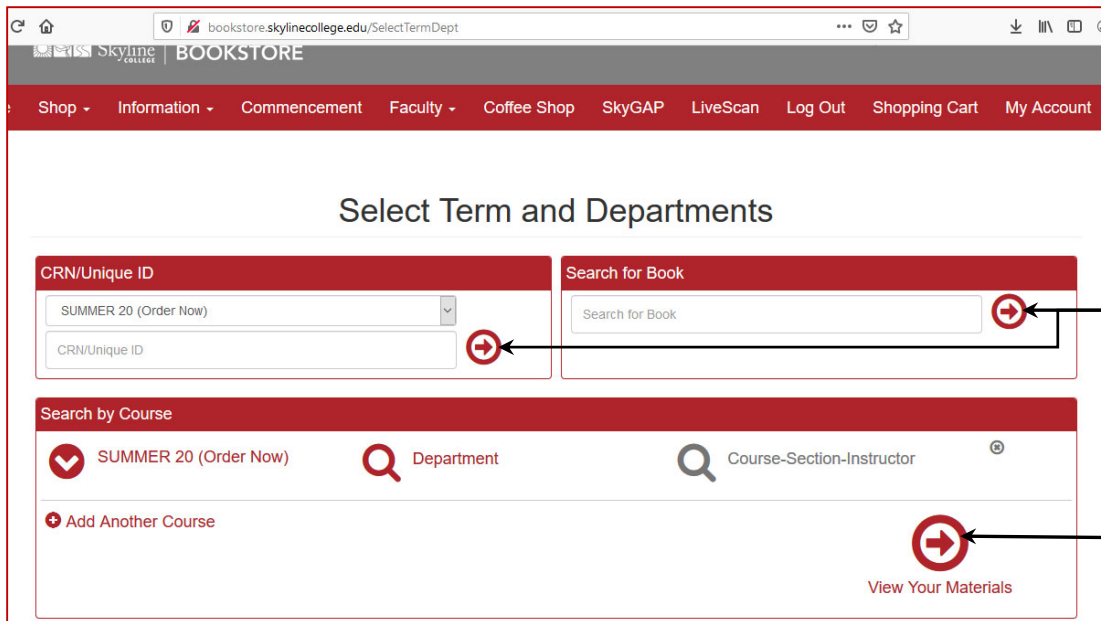 bookstore.skylinecollege.edu/SelectTermDept
Skyline COLLEGE BOOKSTORE
Shop Information Commencement Faculty Coffee Shop SkyGAP LiveScan Log Out Shopping Cart My Account
Select Term and Departments
CRN/Unique ID
SUMMER 20 (Order Now)
CRN/Unique ID
Search for Book
Search for Book
Search by Course
SUMMER 20 (Order Now) Department Course-Section-Instructor
Add Another Course
View Your Materials